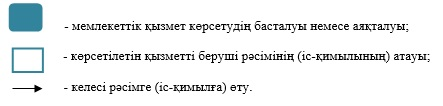 - мемлекеттік қызмет көрсетудің басталуы немесе аяқталуы;
- көрсетілетін қызметті беруші рәсімінің (іс-қимылының) атауы;
- келесі рәсімге (іс-қимылға) өту.